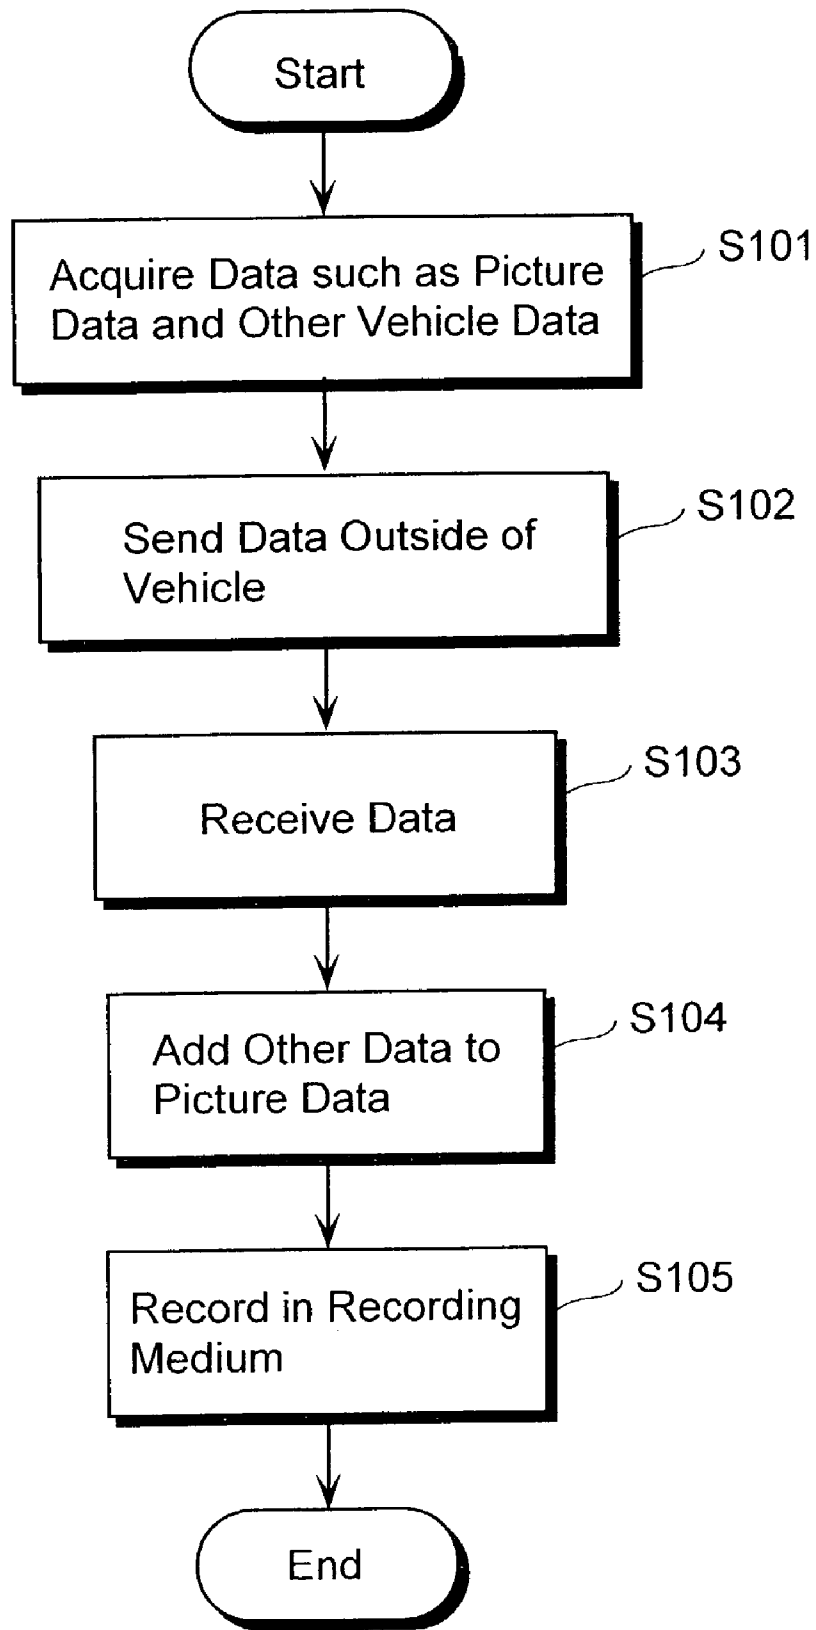 Start
Acquire Data such as Picture
Data and Other Vehicle Data
S101
Send Data Outside of
Vehicle
S102
Receive Data
S103
Add Other Data to
Picture Data
S104
Record in Recording
Medium
S105
End